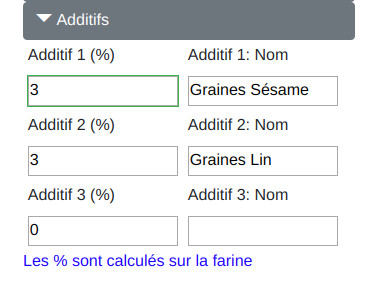 Additifs
Additif 1 (%) Additif 1: Nom
3 Graines Sésame
Additif 2 (%) Additif 2: Nom
3 Graines Lin
Additif 3 (%) Additif 3: Nom
0
Les % sont calculés sur la farine